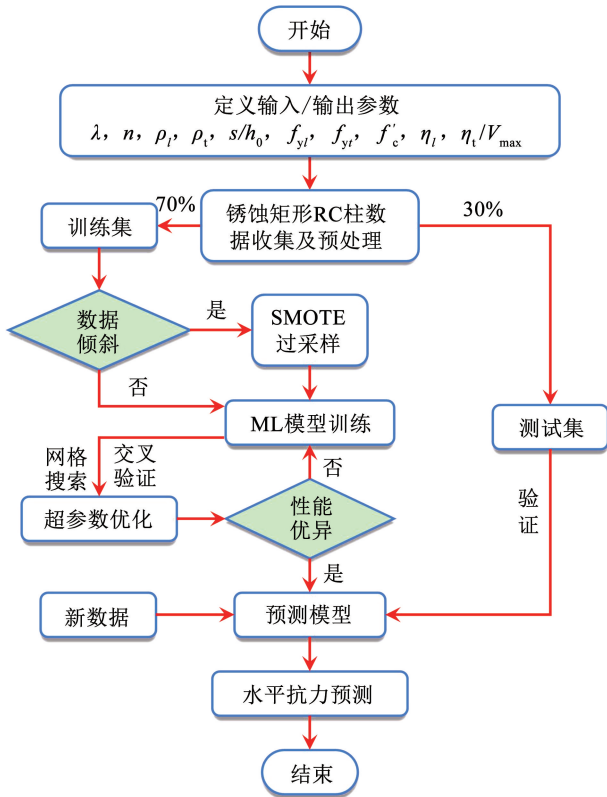 开始
定义输入/输出参数
λ, n, ρl, ρt, s/h0, fyl, fyt, f′c, ηl, ηt/Vmax
70%
30%
训练集
锈蚀矩形RC柱数
据收集及预处理
数据
倾斜
是
SMOTE
过采样
否
ML模型训练
测试集
网格
搜索
交叉
验证
否
超参数优化
性能
优异
验
证
是
新数据
预测模型
水平抗力预测
结束